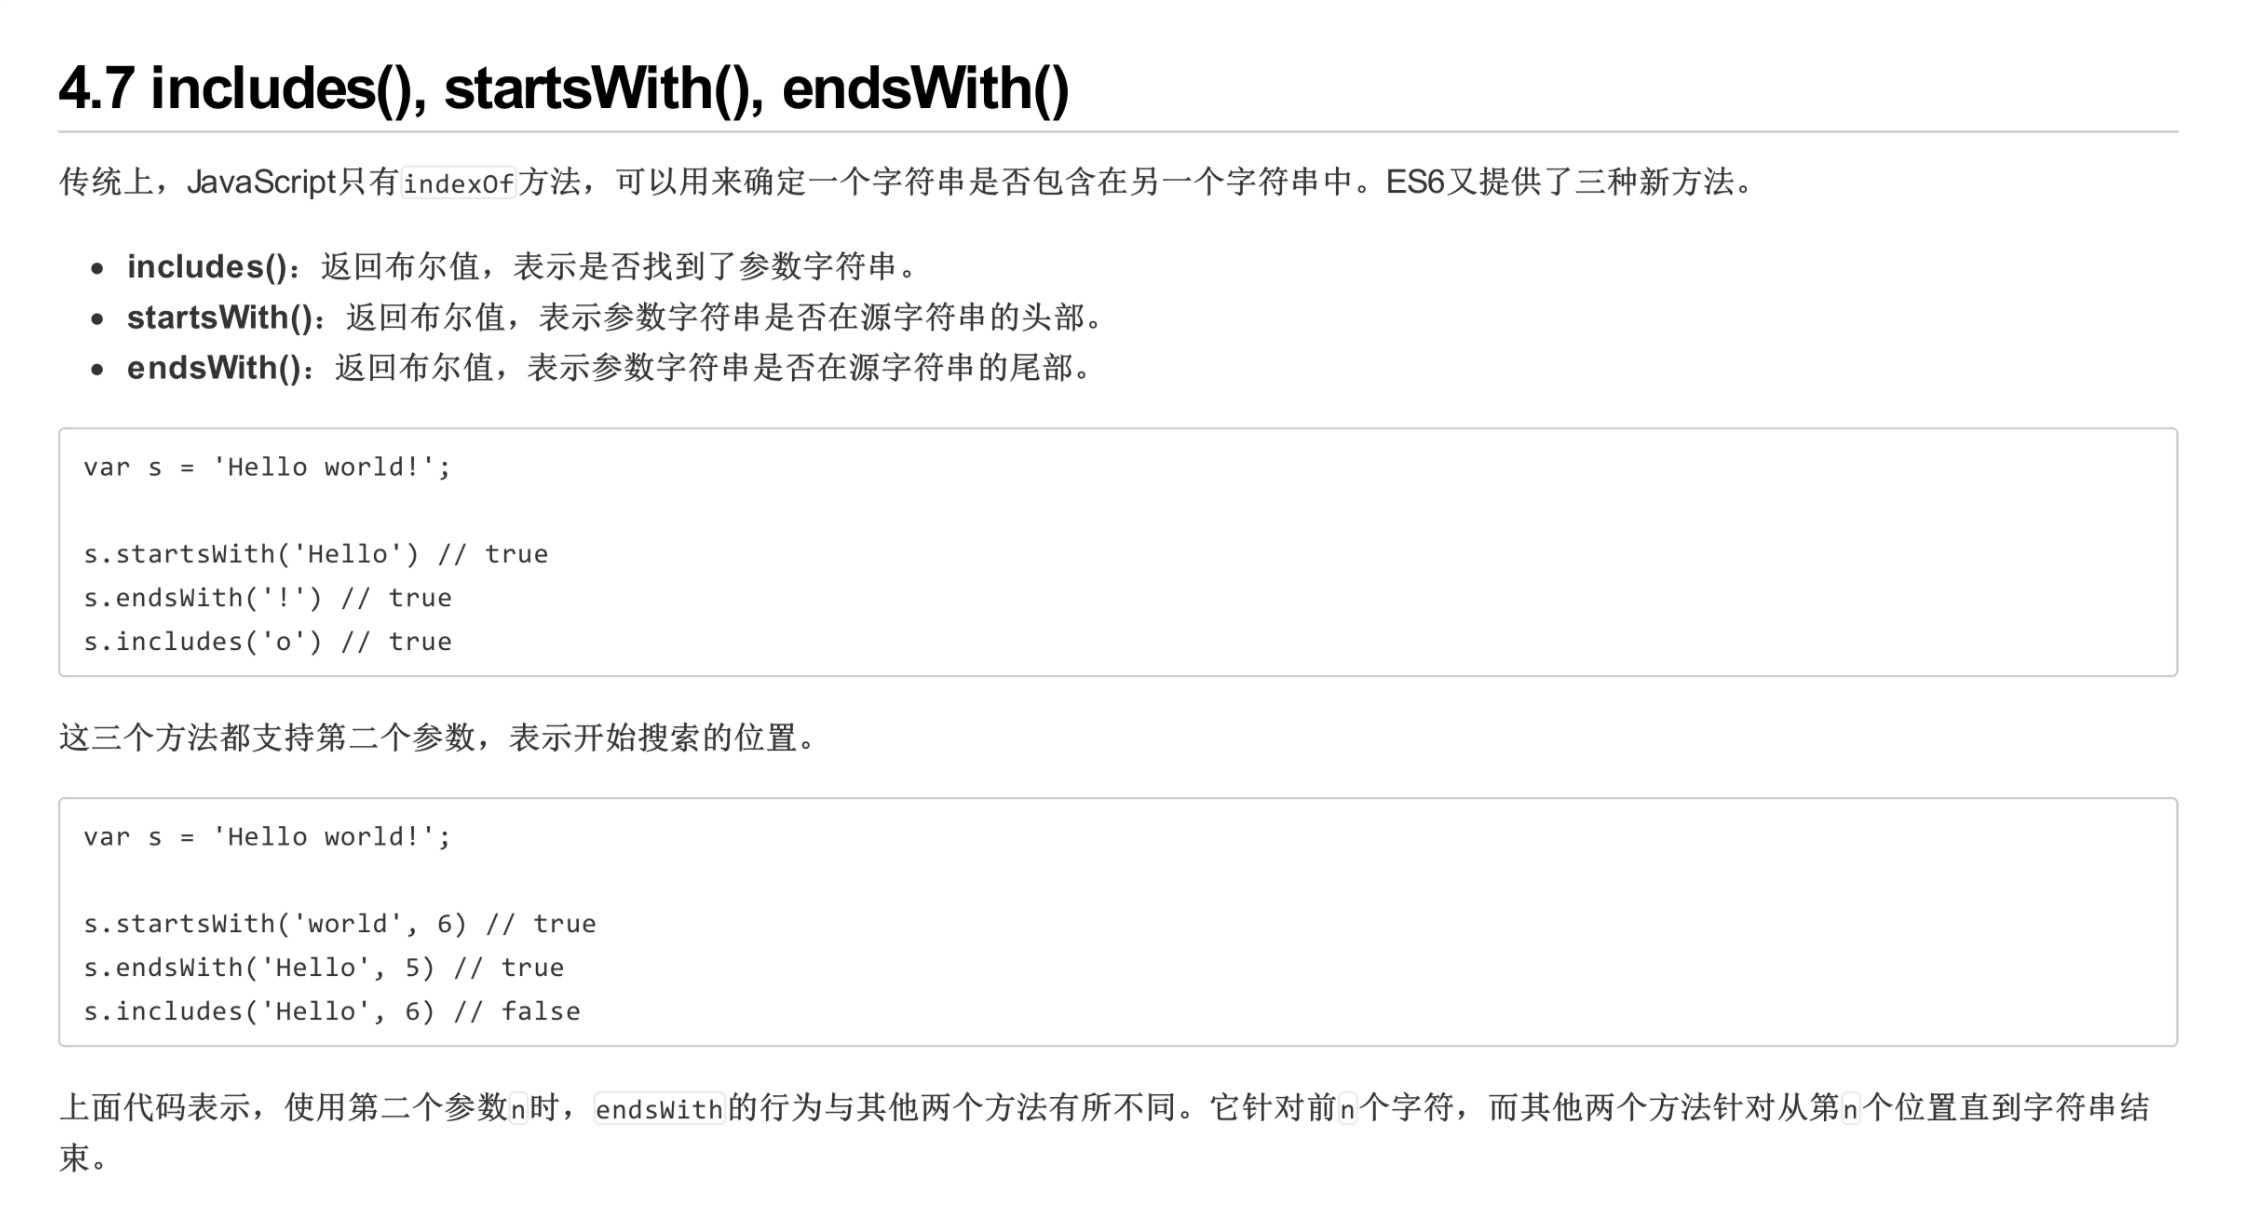 4.7 includes(), startsWith(), endsWith()
传统上，JavaScript只有indexOf方法，可以用来确定一个字符串是否包含在另一个字符串中。ES6又提供了三种新方法。
• includes()：返回布尔值，表示是否找到了参数字符串。
• startsWith()：返回布尔值，表示参数字符串是否在源字符串的头部。
• endsWith()：返回布尔值，表示参数字符串是否在源字符串的尾部。
var s = 'Hello world!';
s.startsWith('Hello') // true
s.endsWith('!') // true
s.includes('o') // true
这三个方法都支持第二个参数，表示开始搜索的位置。
var s = 'Hello world!';
s.startsWith('world', 6) // true
s.endsWith('Hello', 5) // true
s.includes('Hello', 6) // false
上面代码表示，使用第二个参数n时，endsWith的行为与其他两个方法有所不同。它针对前n个字符，而其他两个方法针对从第n个位置直到字符串结
束。